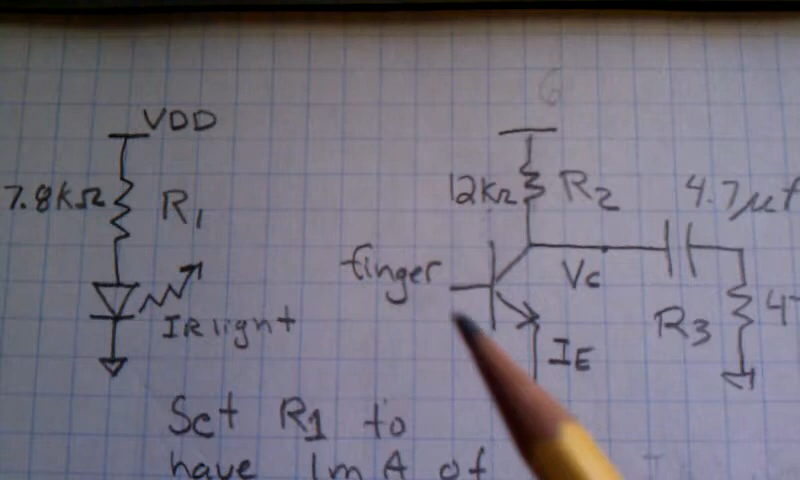 VDD
7.8KΩ R1
IR light
6
12KΩ R2
4.7μf
finger
Vc
R3
IE
Set R1 to
have 1mA of